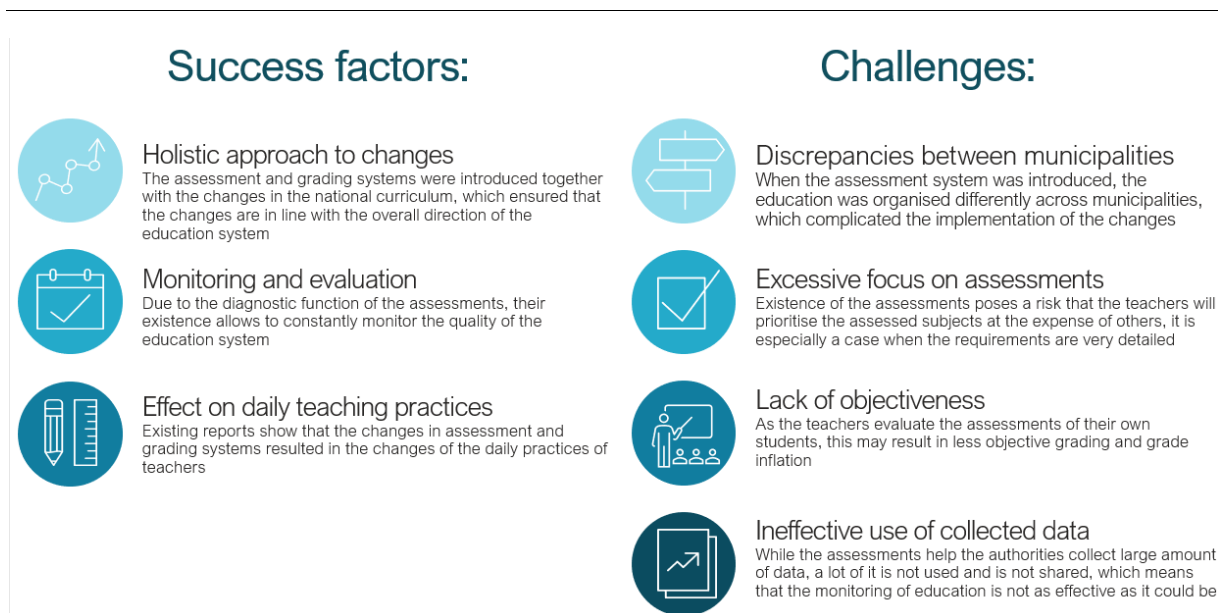 Success factors:
Holistic approach to changes
The assessment and grading systems were introduced together
with the changes in the national curriculum, which ensured that
the changes are in line with the overall direction of the
education system
Monitoring and evaluation
Due to the diagnostic function of the assessments, their
existence allows to constantly monitor the quality of the
education system
Effect on daily teaching practices
Existing reports show that the changes in assessment and
grading systems resulted in the changes of the daily practices of
teachers
Challenges:
Discrepancies between municipalities
When the assessment system was introduced, the
education was organised differently across municipalities,
which complicated the implementation of the changes
Excessive focus on assessments
Existence of the assessments poses a risk that the teachers will
prioritise the assessed subjects at the expense of others, it is
especially a case when the requirements are very detailed
Lack of objectiveness
As the teachers evaluate the assessments of their own
students, this may result in less objective grading and grade
inflation
Ineffective use of collected data
While the assessments help the authorities collect large amount
of data, a lot of it is not used and is not shared, which means
that the monitoring of education is not as effective as it could be